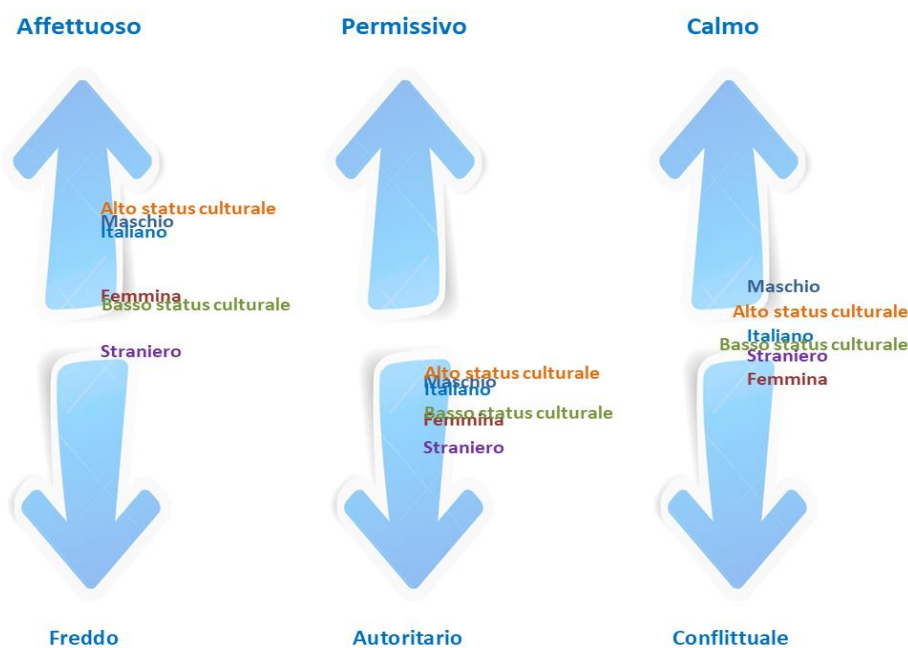 Affettuoso
Permissivo
Calmo
Alto status culturale
Maschio
Italiano
Femmina
Basso status culturale
Straniero
Alto status culturale
Maschio
Italiano
Basso status culturale
Femmina
Straniero
Maschio
Alto status culturale
Italiano
Basso status culturale
Straniero
Femmina
Freddo
Autoritario
Conflittuale